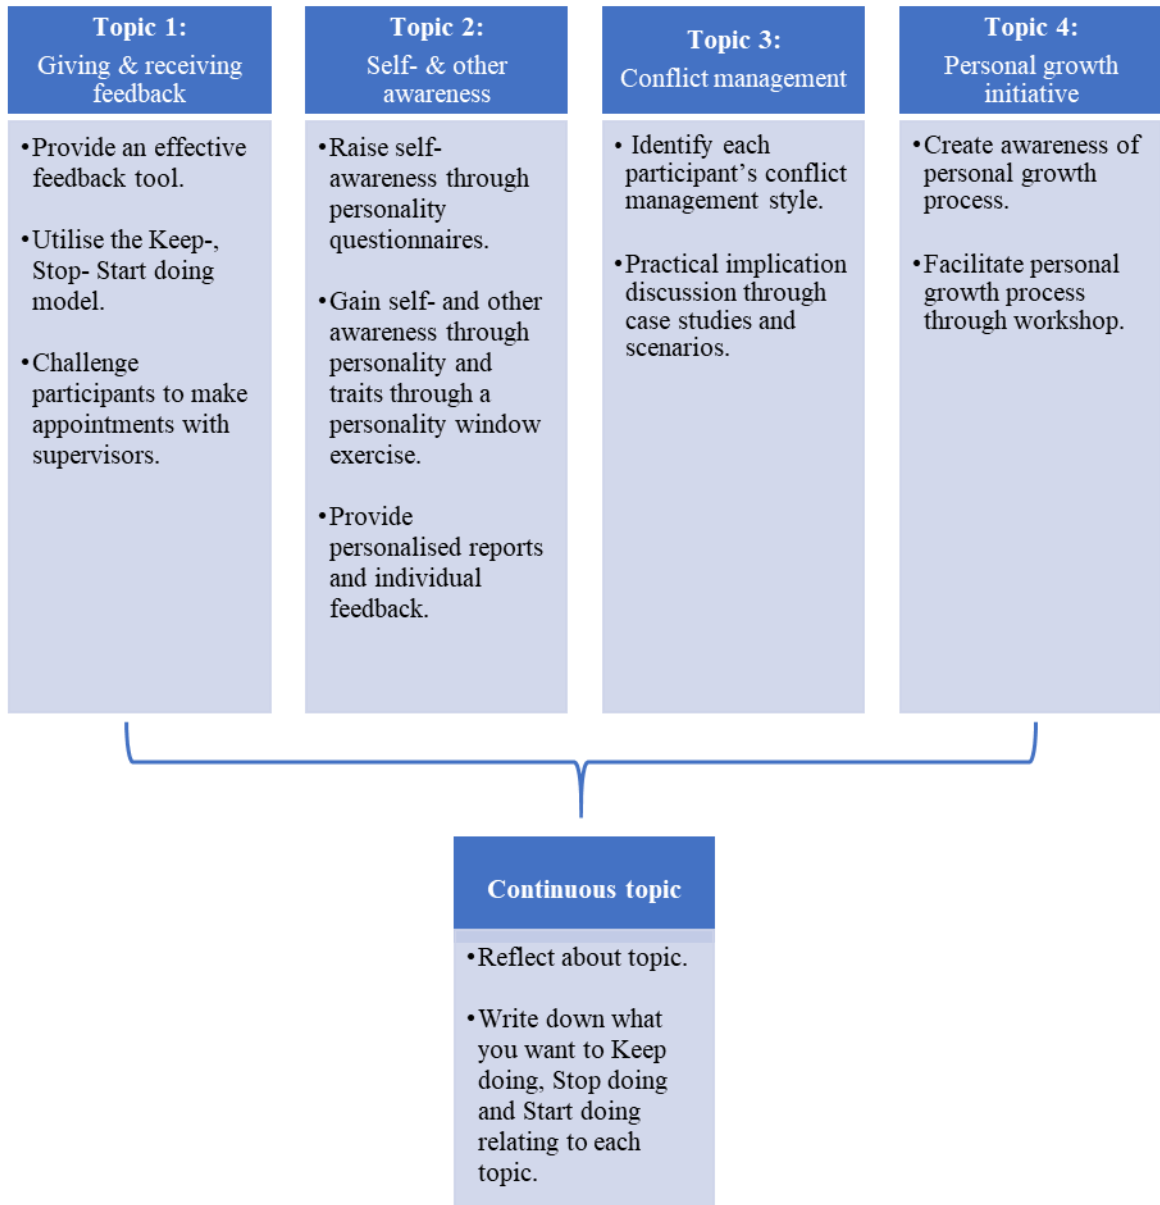 Topic 1:
Giving & receiving
feedback
•Provide an effective
feedback tool.
•Utilise the Keep-,
Stop- Start doing
model.
•Challenge
participants to make
appointments with
supervisors.
Topic 2:
Self- & other
awareness
•Raise self-
awareness through
personality
questionnaires.
•Gain self- and other
awareness through
personality and
traits through a
personality window
exercise.
•Provide
personalised reports
and individual
feedback.
Topic 3:
Conflict management
• Identify each
participant's conflict
management style.
•Practical implication
discussion through
case studies and
scenarios.
Topic 4:
Personal growth
initiative
•Create awareness of
personal growth
process.
•Facilitate personal
growth process
through workshop.
Continuous topic
•Reflect about topic.
•Write down what
you want to Keep
doing, Stop doing
and Start doing
relating to each
topic.